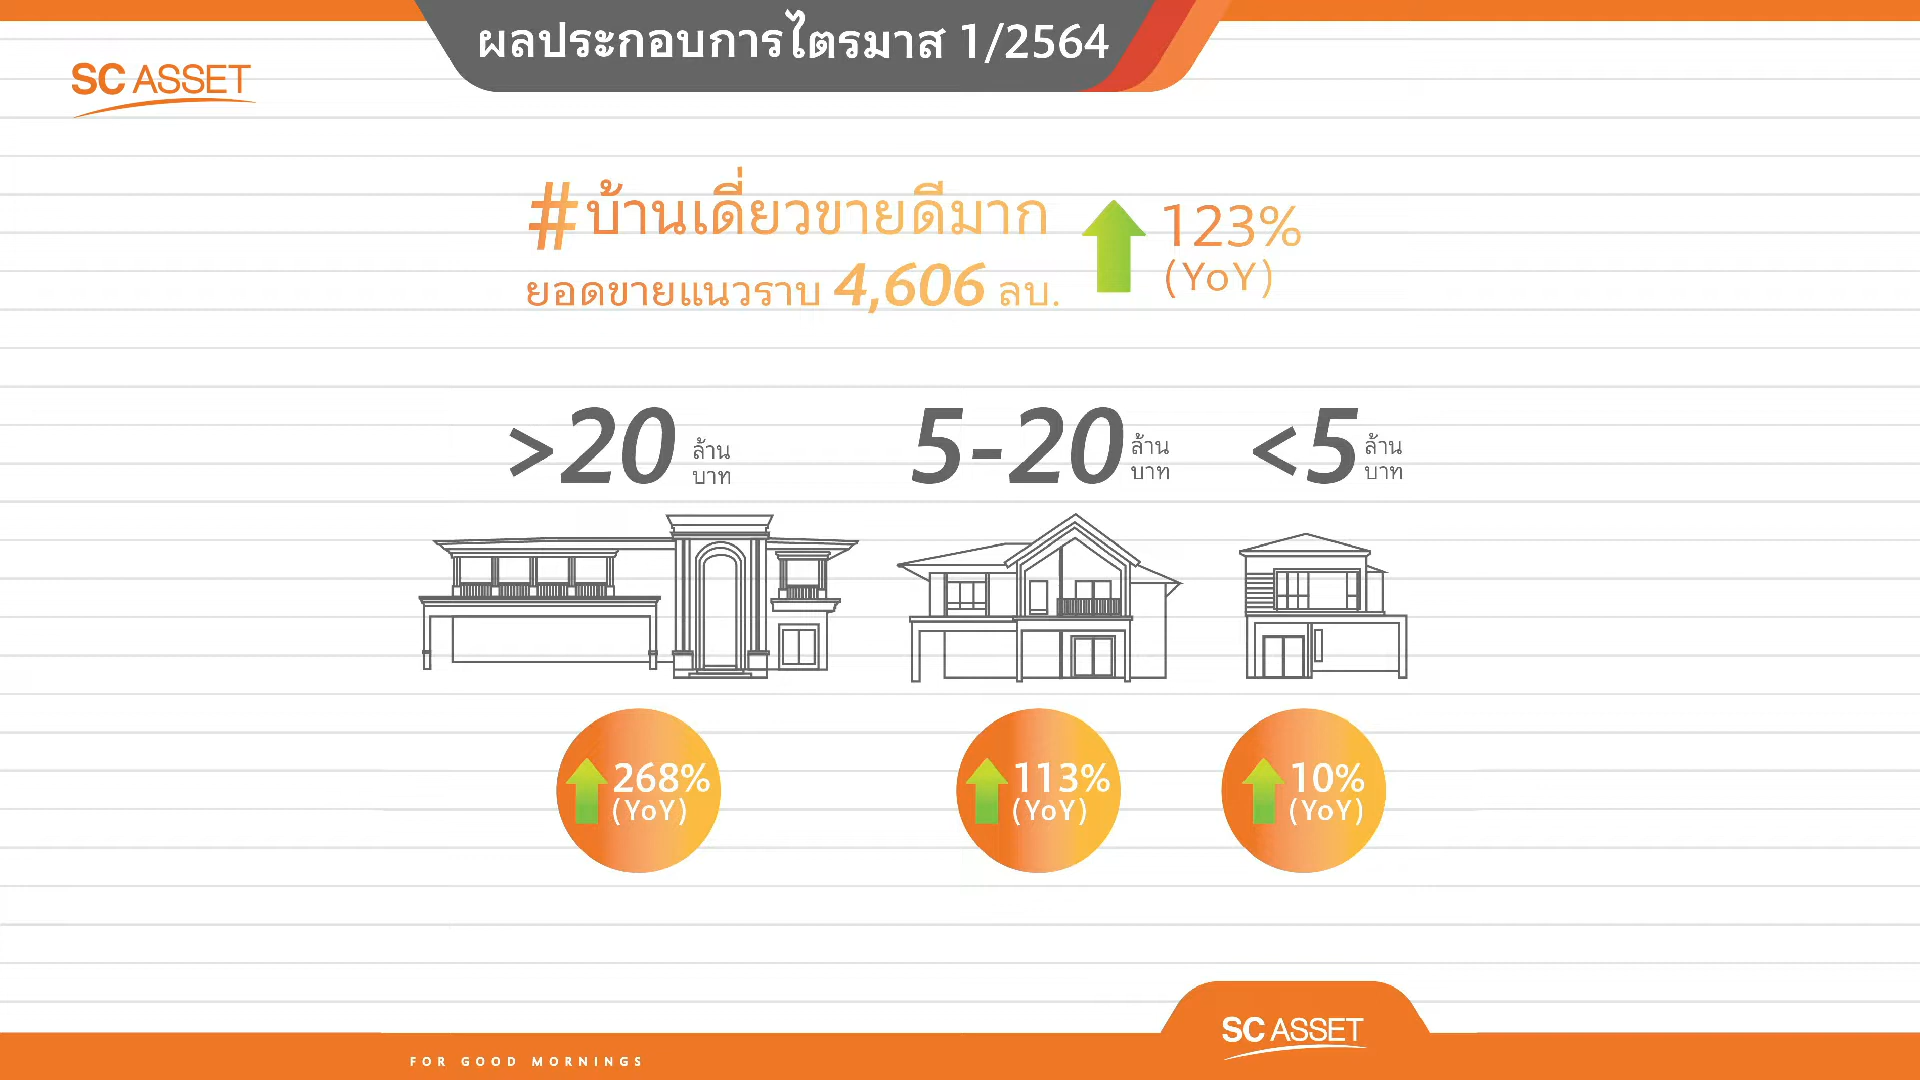 ผลประกอบการไตรมาส 1/2564
SC ASSET
#บ้านเดี่ยวขายดีมาก
ยอดขายแนวราบ 4,606 ลบ.
123%
(YoY)
>20 ล้าน
บาท
5-20 ล้าน
บาท
<5 ล้าน
บาท
268%
(YoY)
113%
(YoY)
10%
(YoY)
SC ASSET
FOR GOOD MORNINGS